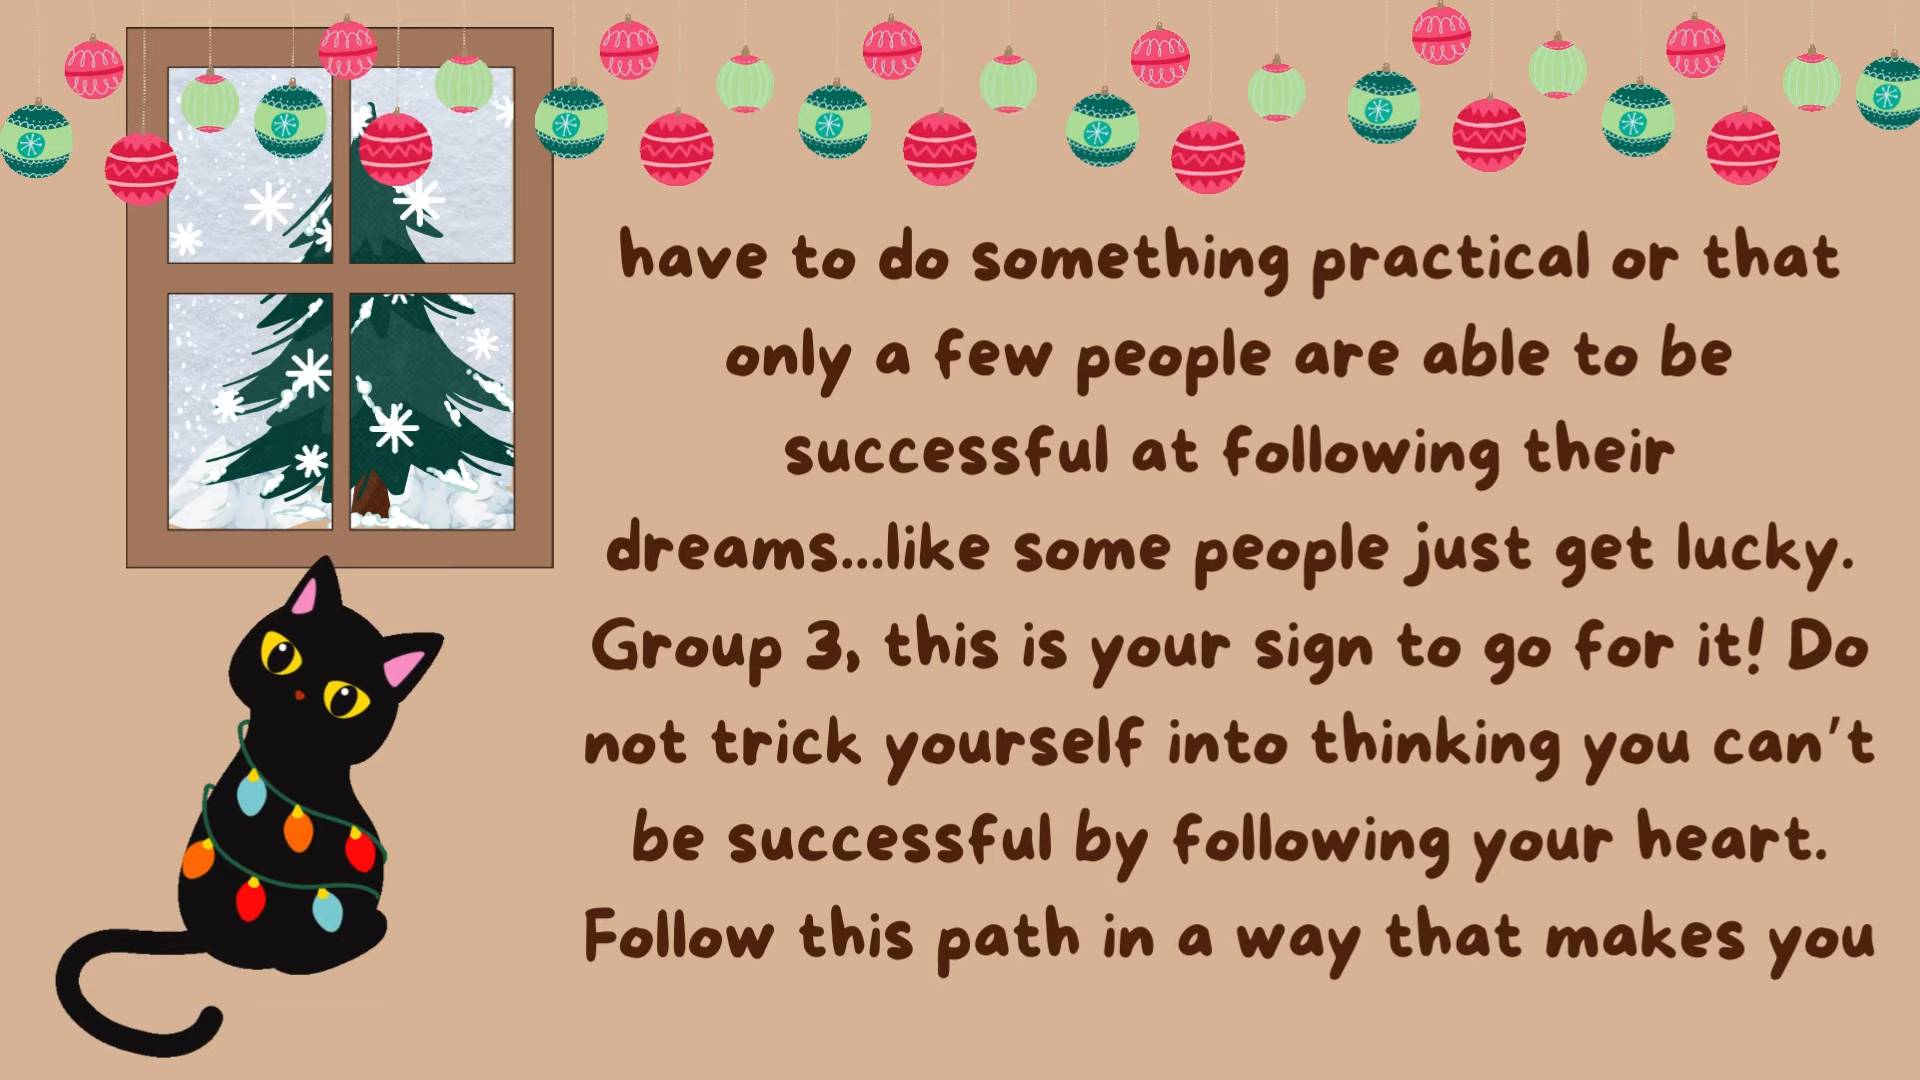 have to do something practical or that
only a few people are able to be
successful at following their
dreams...like some people just get lucky.
Group 3, this is your sign to go for it! Do
not trick yourself into thinking you can't
be successful by following your heart.
Follow this path in a way that makes you